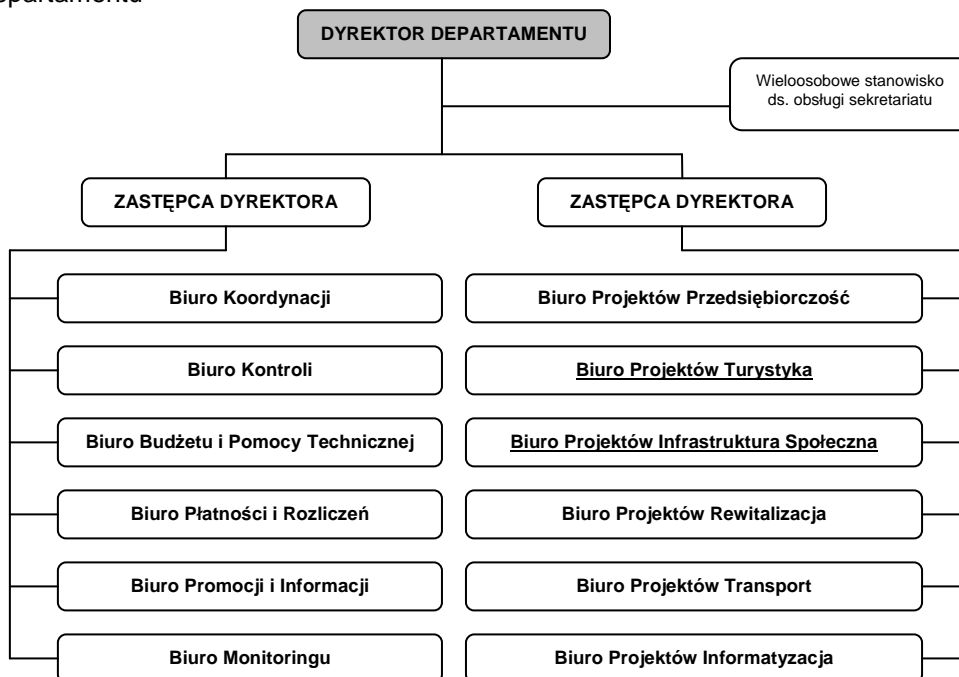 DYREKTOR DEPARTAMENTU
Wieloosobowe stanowisko
ds. obsługi sekretariatu
ZASTĘPCA DYREKTORA
ZASTĘPCA DYREKTORA
Biuro Koordynacji
Biuro Projektów Przedsiębiorczość
Biuro Kontroli
Biuro Projektów Turystyka
Biuro Budżetu i Pomocy Technicznej
Biuro Projektów Infrastruktura Społeczna
Biuro Płatności i Rozliczeń
Biuro Projektów Rewitalizacja
Biuro Promocji i Informacji
Biuro Projektów Transport
Biuro Monitoringu
Biuro Projektów Informatyzacja